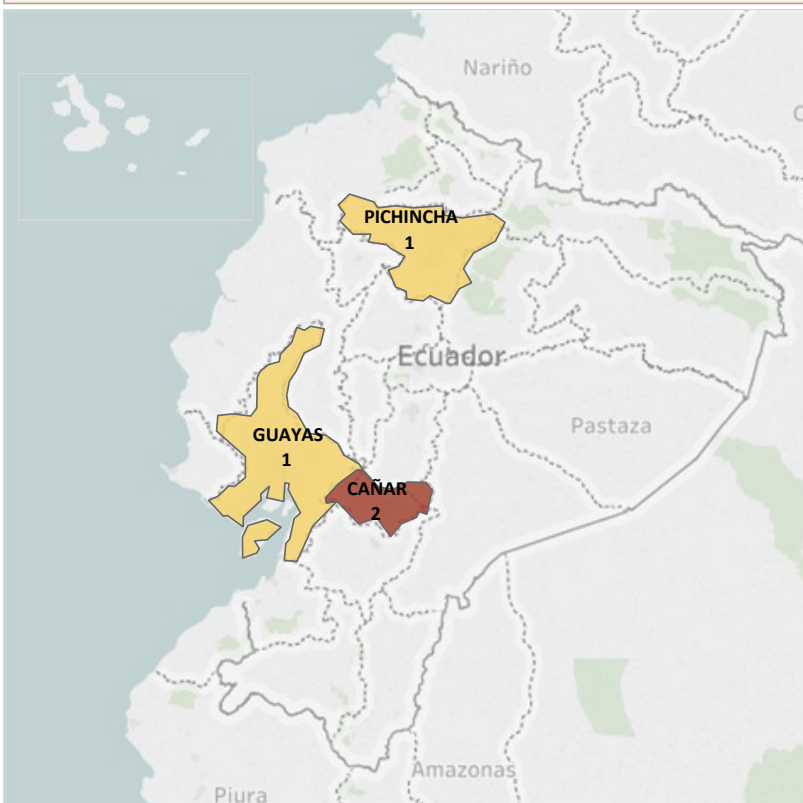 Nariño
PICHINCHA
1
Ecuador
Pastaza
GUAYAS
1
CAÑAR
2
Amazonas
Piura